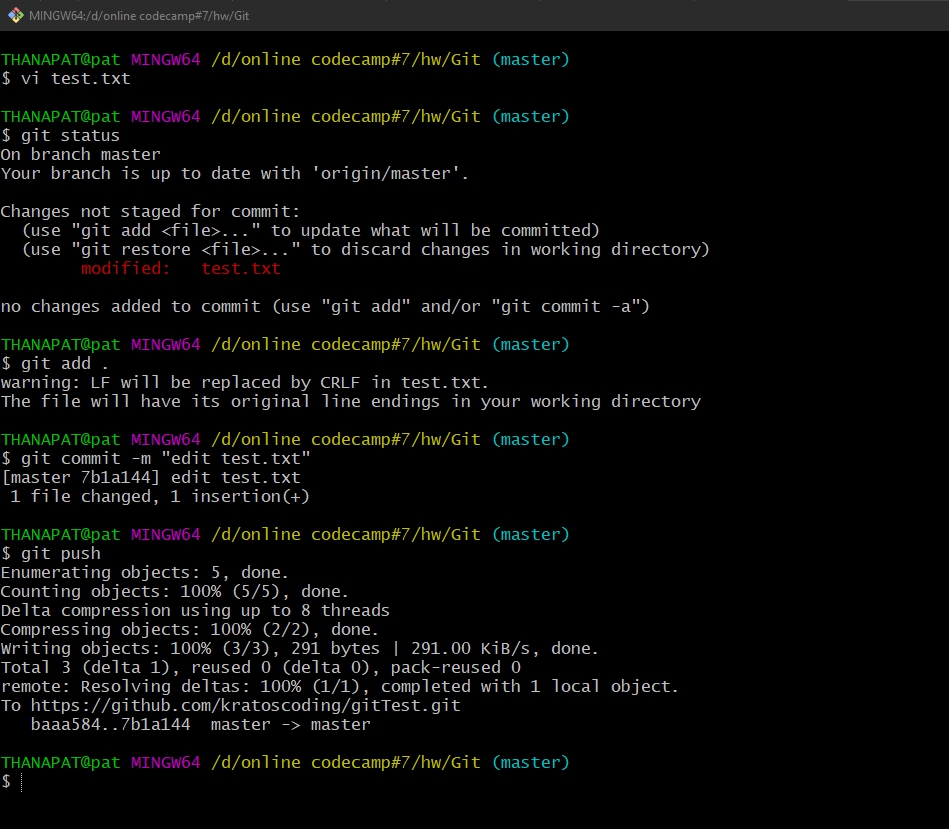 MINGW64:/d/online codecamp#7/hw/Git
THANAPAT@pat MINGW64 /d/online codecamp#7/hw/Git (master)
$ vi test.txt
THANAPAT@pat MINGW64 /d/online codecamp#7/hw/Git (master)
$ git status
On branch master
Your branch is up to date with 'origin/master'.
Changes not staged for commit:
  (use "git add <file>..." to update what will be committed)
  (use "git restore <file>..." to discard changes in working directory)
        modified:   test.txt
no changes added to commit (use "git add" and/or "git commit -a")
THANAPAT@pat MINGW64 /d/online codecamp#7/hw/Git (master)
$ git add .
warning: LF will be replaced by CRLF in test.txt.
The file will have its original line endings in your working directory
THANAPAT@pat MINGW64 /d/online codecamp#7/hw/Git (master)
$ git commit -m "edit test.txt"
[master 7b1a144] edit test.txt
 1 file changed, 1 insertion(+)
THANAPAT@pat MINGW64 /d/online codecamp#7/hw/Git (master)
$ git push
Enumerating objects: 5, done.
Counting objects: 100% (5/5), done.
Delta compression using up to 8 threads
Compressing objects: 100% (2/2), done.
Writing objects: 100% (3/3), 291 bytes | 291.00 KiB/s, done.
Total 3 (delta 1), reused 0 (delta 0), pack-reused 0
remote: Resolving deltas: 100% (1/1), completed with 1 local object.
To https://github.com/kratoscoding/gitTest.git
   baaa584..7b1a144  master -> master
THANAPAT@pat MINGW64 /d/online codecamp#7/hw/Git (master)
$